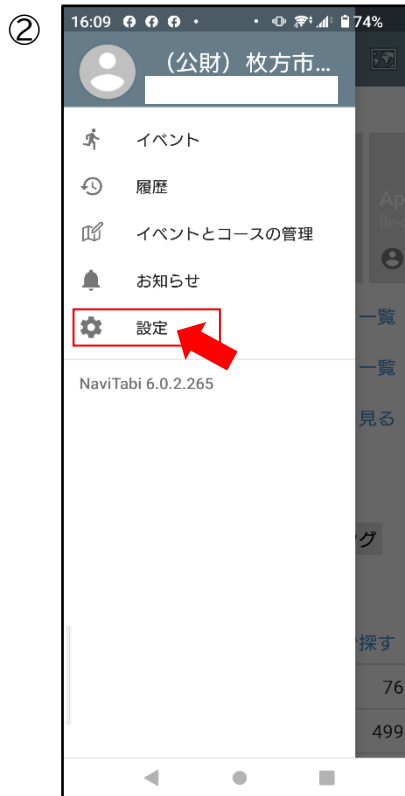 ②
16:09 74%
（公財）枚方市...
イベント
履歴
イベントとコースの管理
お知らせ
設定
NaviTabi 6.0.2.265
Ap
Île-
一覧
一覧
見る
グ
探す
76
499